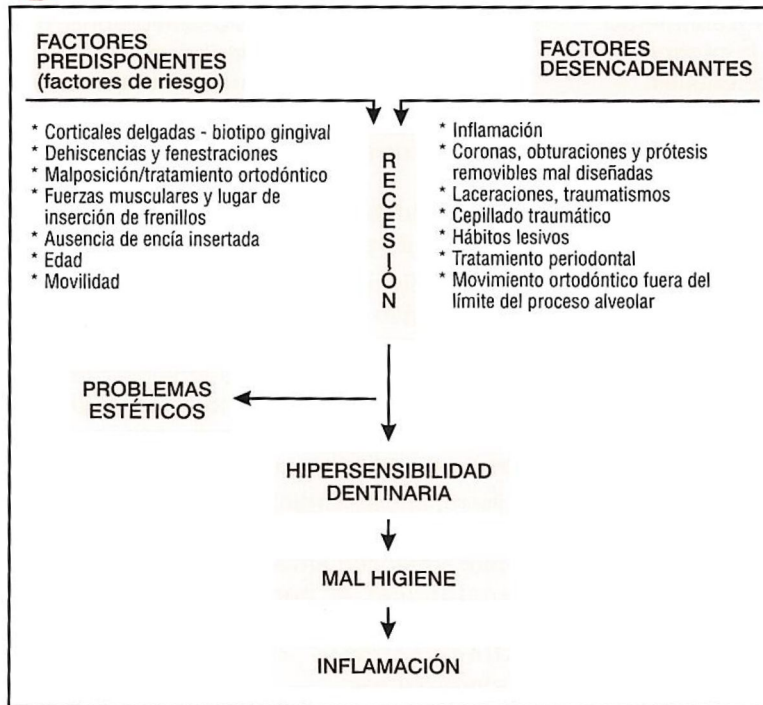 FACTORES
PREDISPONENTES
(factores de riesgo)
* Corticales delgadas - biotipo gingival
* Dehiscencias y fenestraciones
* Malposición/tratamiento ortodóntico
* Fuerzas musculares y lugar de
inserción de frenillos
* Ausencia de encía insertada
* Edad
* Movilidad
RECESIÓN
FACTORES
DESENCADENANTES
* Inflamación
* Coronas, obturaciones y prótesis
removibles mal diseñadas
* Laceraciones, traumatismos
* Cepillado traumático
* Hábitos lesivos
* Tratamiento periodontal
* Movimiento ortodóntico fuera del
límite del proceso alveolar
PROBLEMAS
ESTÉTICOS
HIPERSENSIBILIDAD
DENTINARIA
MAL HIGIENE
INFLAMACIÓN